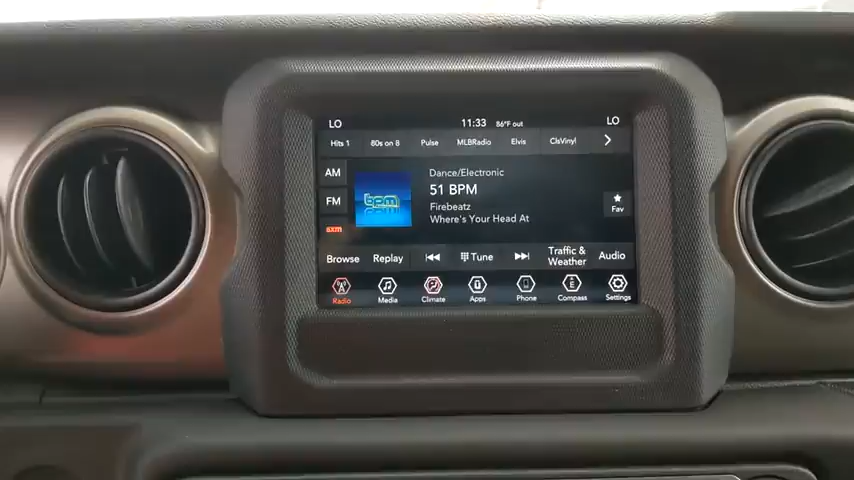 LO 11:33 86°F out LO
Hits 1 80s on 8 Pulse MLBRadio Elvis ClsVinyl
AM
FM
sxm
bpm
Dance/Electronic
51 BPM
Firebeatz
Where's Your Head At
Fav
Browse Replay Tune Traffic & Weather Audio
Radio Media Climate Apps Phone Compass Settings
E